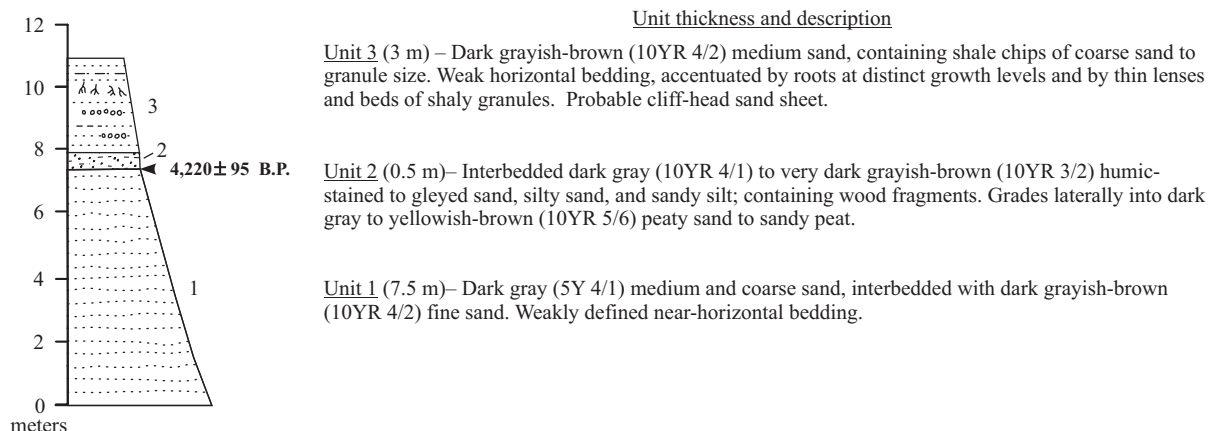 Unit thickness and description
12
10
8
6
4
2
0
meters
3
2
1
4,220 ± 95 B.P.
Unit 3 (3 m) – Dark grayish-brown (10YR 4/2) medium sand, containing shale chips of coarse sand to
granule size. Weak horizontal bedding, accentuated by roots at distinct growth levels and by thin lenses
and beds of shaly granules. Probable cliff-head sand sheet.
Unit 2 (0.5 m)– Interbedded dark gray (10YR 4/1) to very dark grayish-brown (10YR 3/2) humic-
stained to gleyed sand, silty sand, and sandy silt; containing wood fragments. Grades laterally into dark
gray to yellowish-brown (10YR 5/6) peaty sand to sandy peat.
Unit 1 (7.5 m)– Dark gray (5Y 4/1) medium and coarse sand, interbedded with dark grayish-brown
(10YR 4/2) fine sand. Weakly defined near-horizontal bedding.